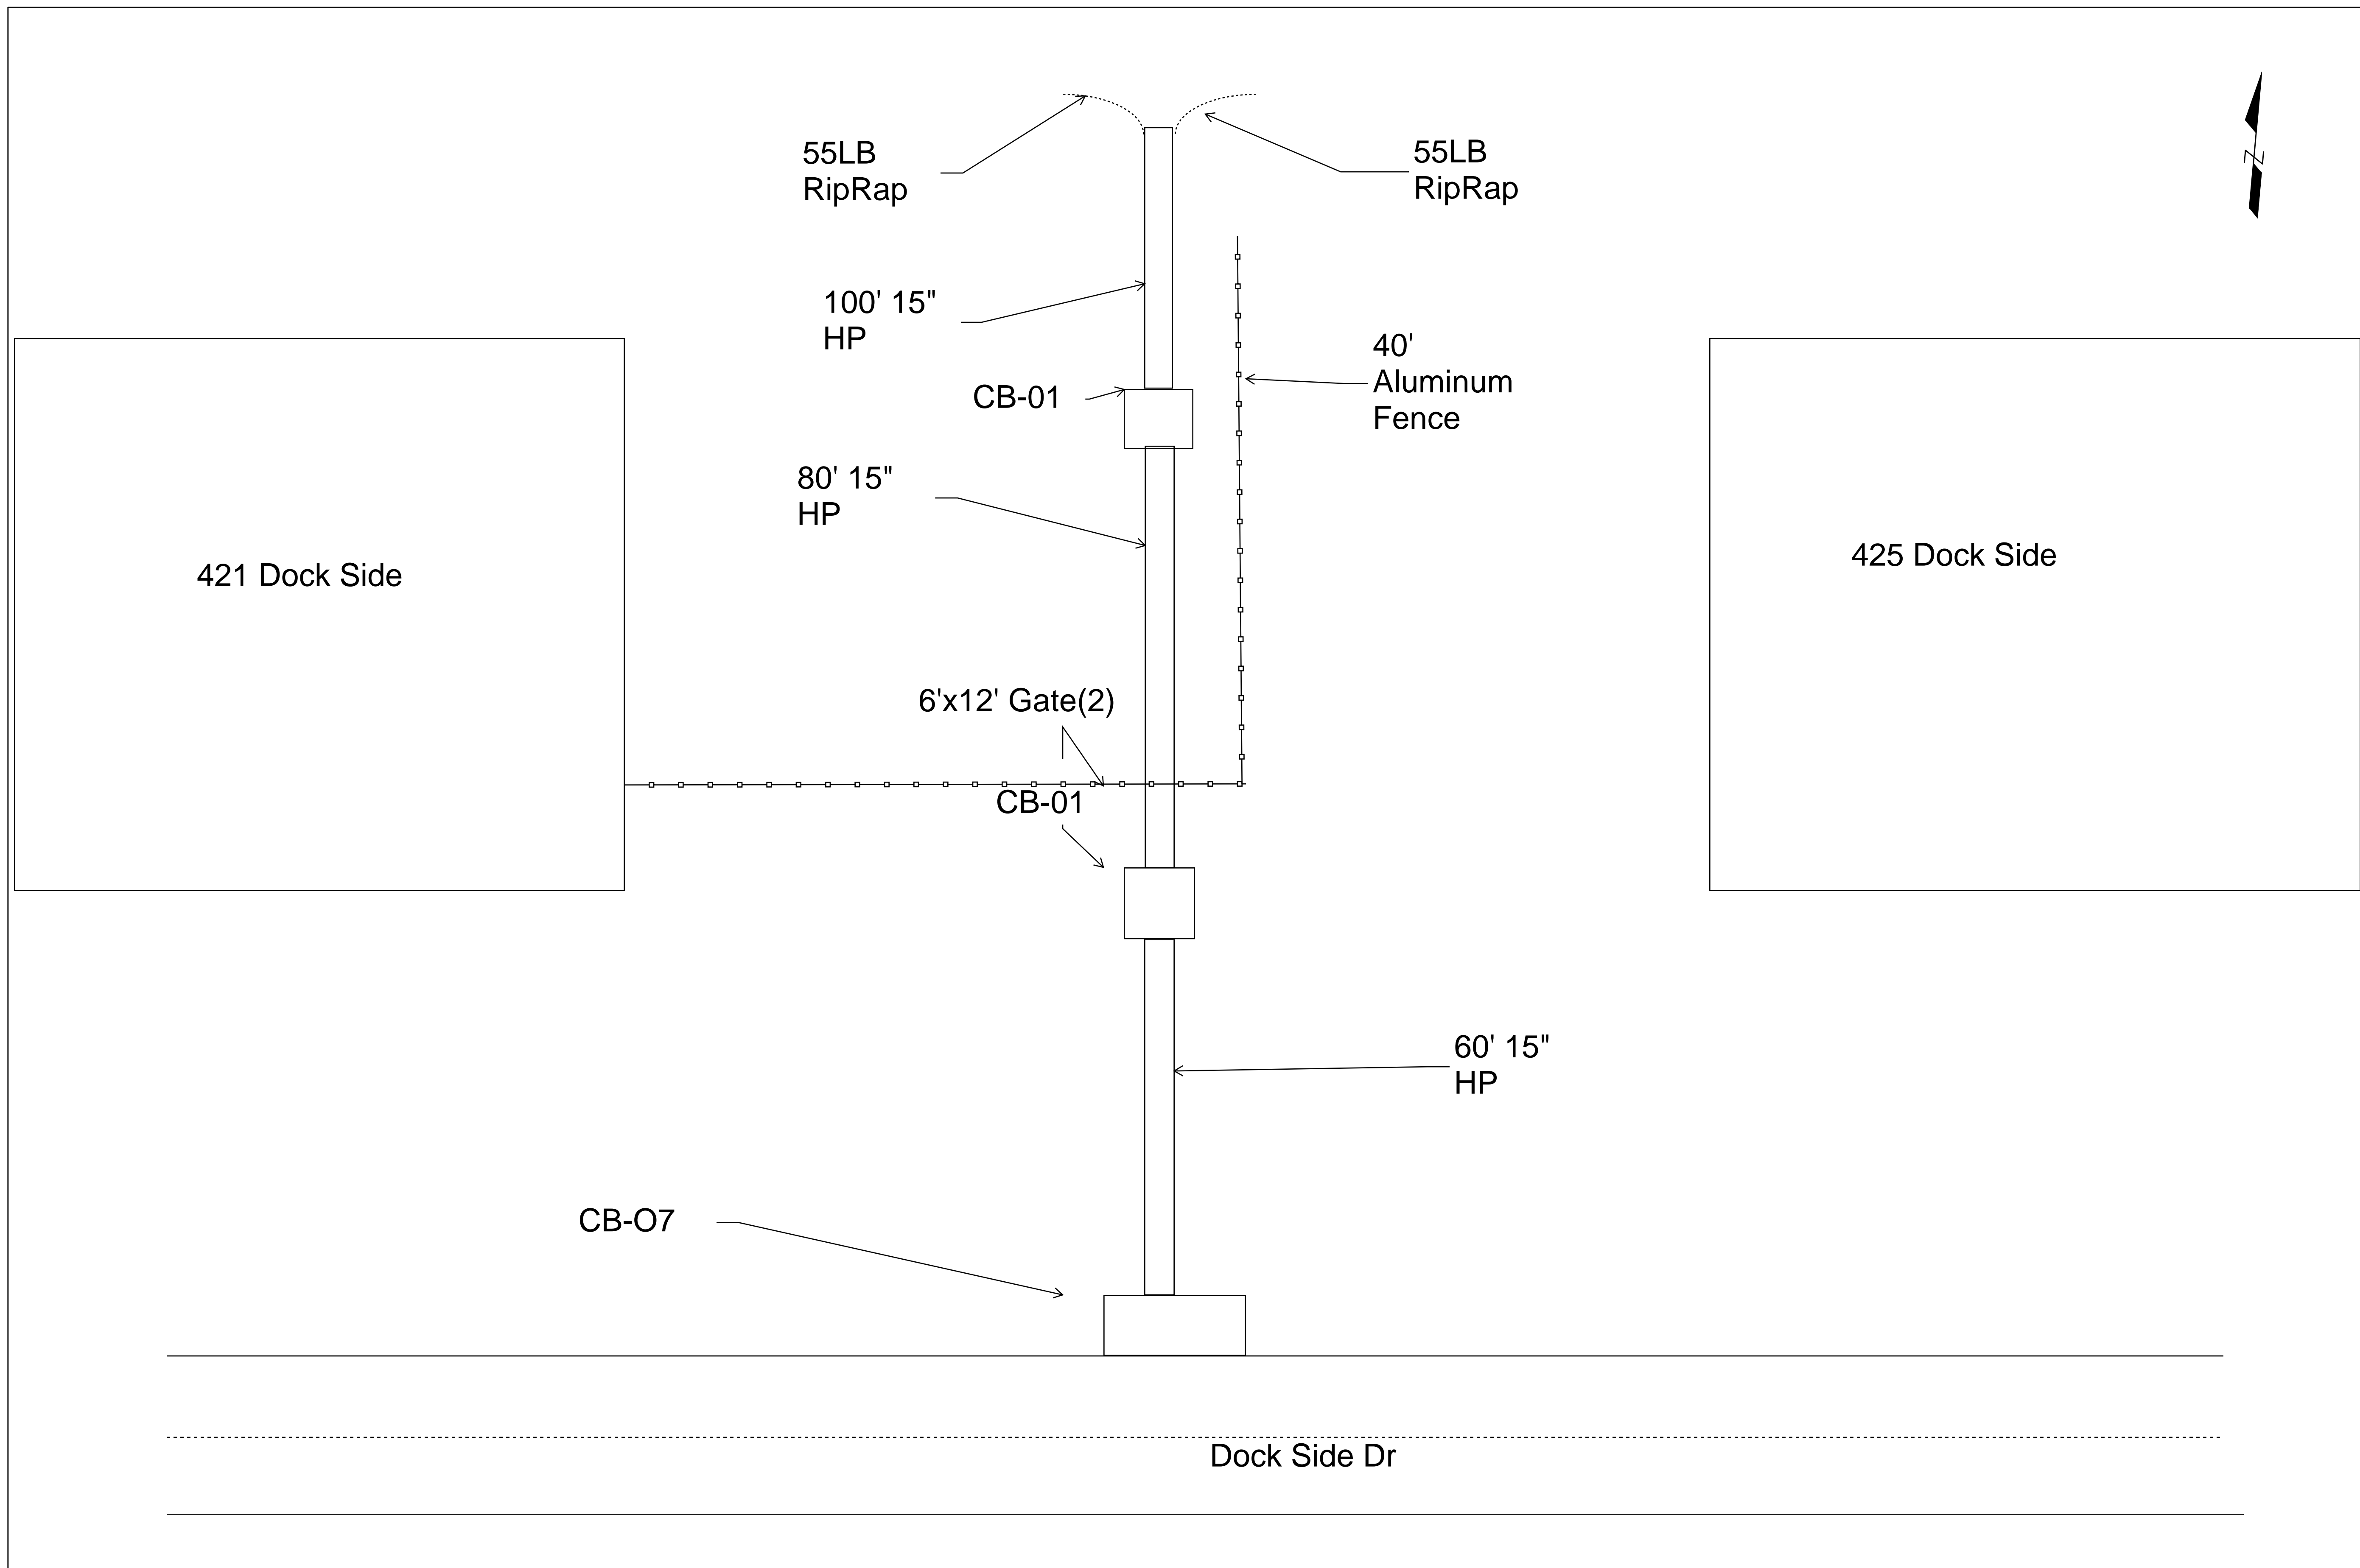 55LB
RipRap
55LB
RipRap
100' 15"
HP
40'
Aluminum
Fence
CB-01
80' 15"
HP
421 Dock Side
425 Dock Side
6'x12' Gate(2)
CB-01
60' 15"
HP
CB-O7
Dock Side Dr
N